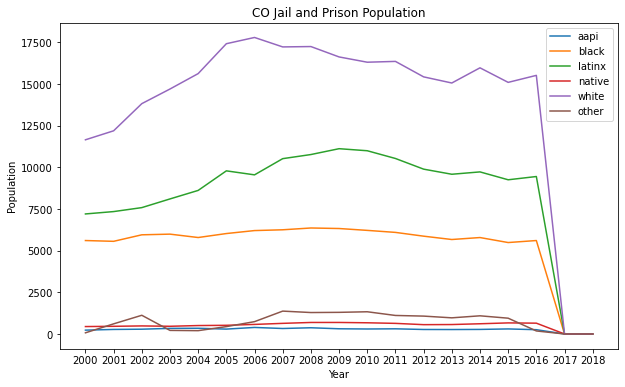 CO Jail and Prison Population
aapi
black
latinx
native
white
other
Population
17500
15000
12500
10000
7500
5000
2500
0
2000 2001 2002 2003 2004 2005 2006 2007 2008 2009 2010 2011 2012 2013 2014 2015 2016 2017 2018
Year